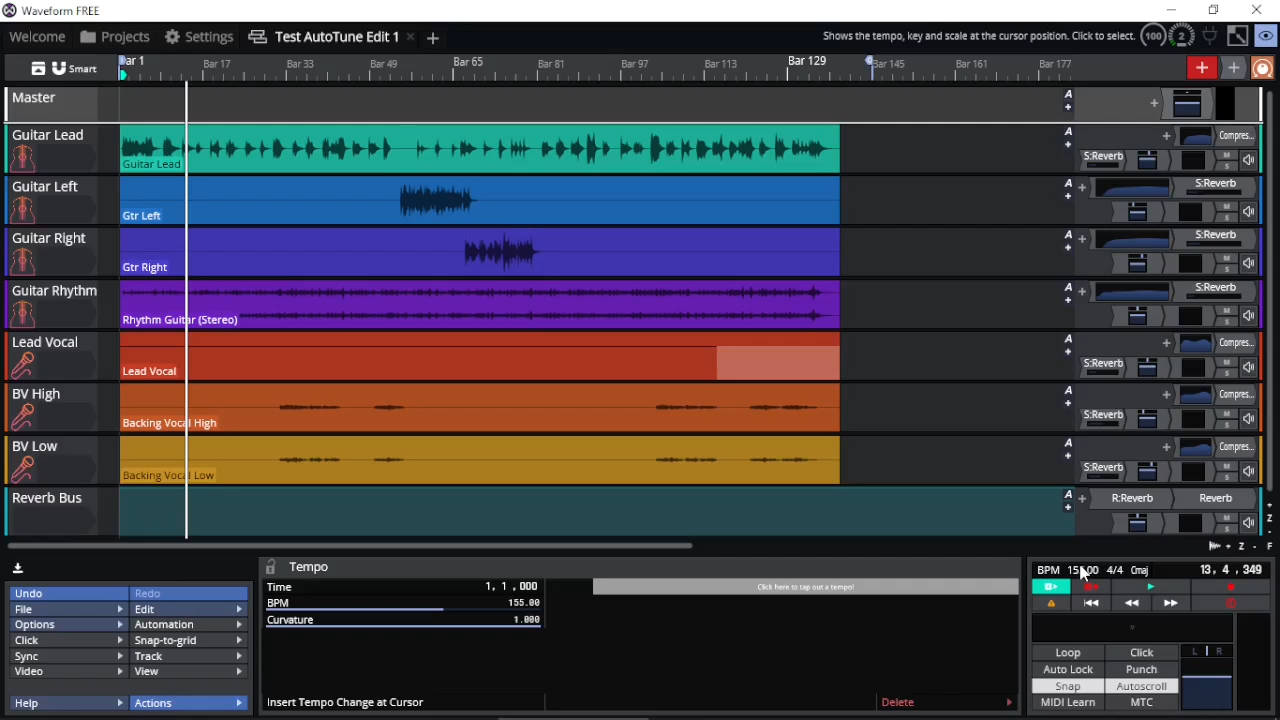 Waveform FREE
Welcome Projects Settings Test AutoTune Edit 1 Shows the tempo, key and scale at the cursor position. Click to select. 100 2
Smart Bar 1 Bar 17 Bar 33 Bar 49 Bar 65 Bar 81 Bar 97 Bar 113 Bar 129 Bar 145 Bar 161 Bar 177
Master A
Guitar Lead Guitar Lead A Compres... S:Reverb M S
Guitar Left Gtr Left A S:Reverb M S
Guitar Right Gtr Right A S:Reverb M S
Guitar Rhythm Rhythm Guitar (Stereo) A S:Reverb M S
Lead Vocal Lead Vocal A Compres... S:Reverb M S
BV High Backing Vocal High A Compres... S:Reverb M S
BV Low Backing Vocal Low A Compres... S:Reverb M S
Reverb Bus A R:Reverb Reverb M S
Z F
Undo Redo
File Edit
Options Automation
Click Snap-to-grid
Sync Track
Video View
Help Actions
Tempo
Time 1, 1 , 000 Click here to tap out a tempo!
BPM 155.00
Curvature 1.000
Insert Tempo Change at Cursor Delete
BPM 155.00 4/4 Cmaj 13, 4 , 349
Loop Click L R
Auto Lock Punch
Snap Autoscroll
MIDI Learn MTC